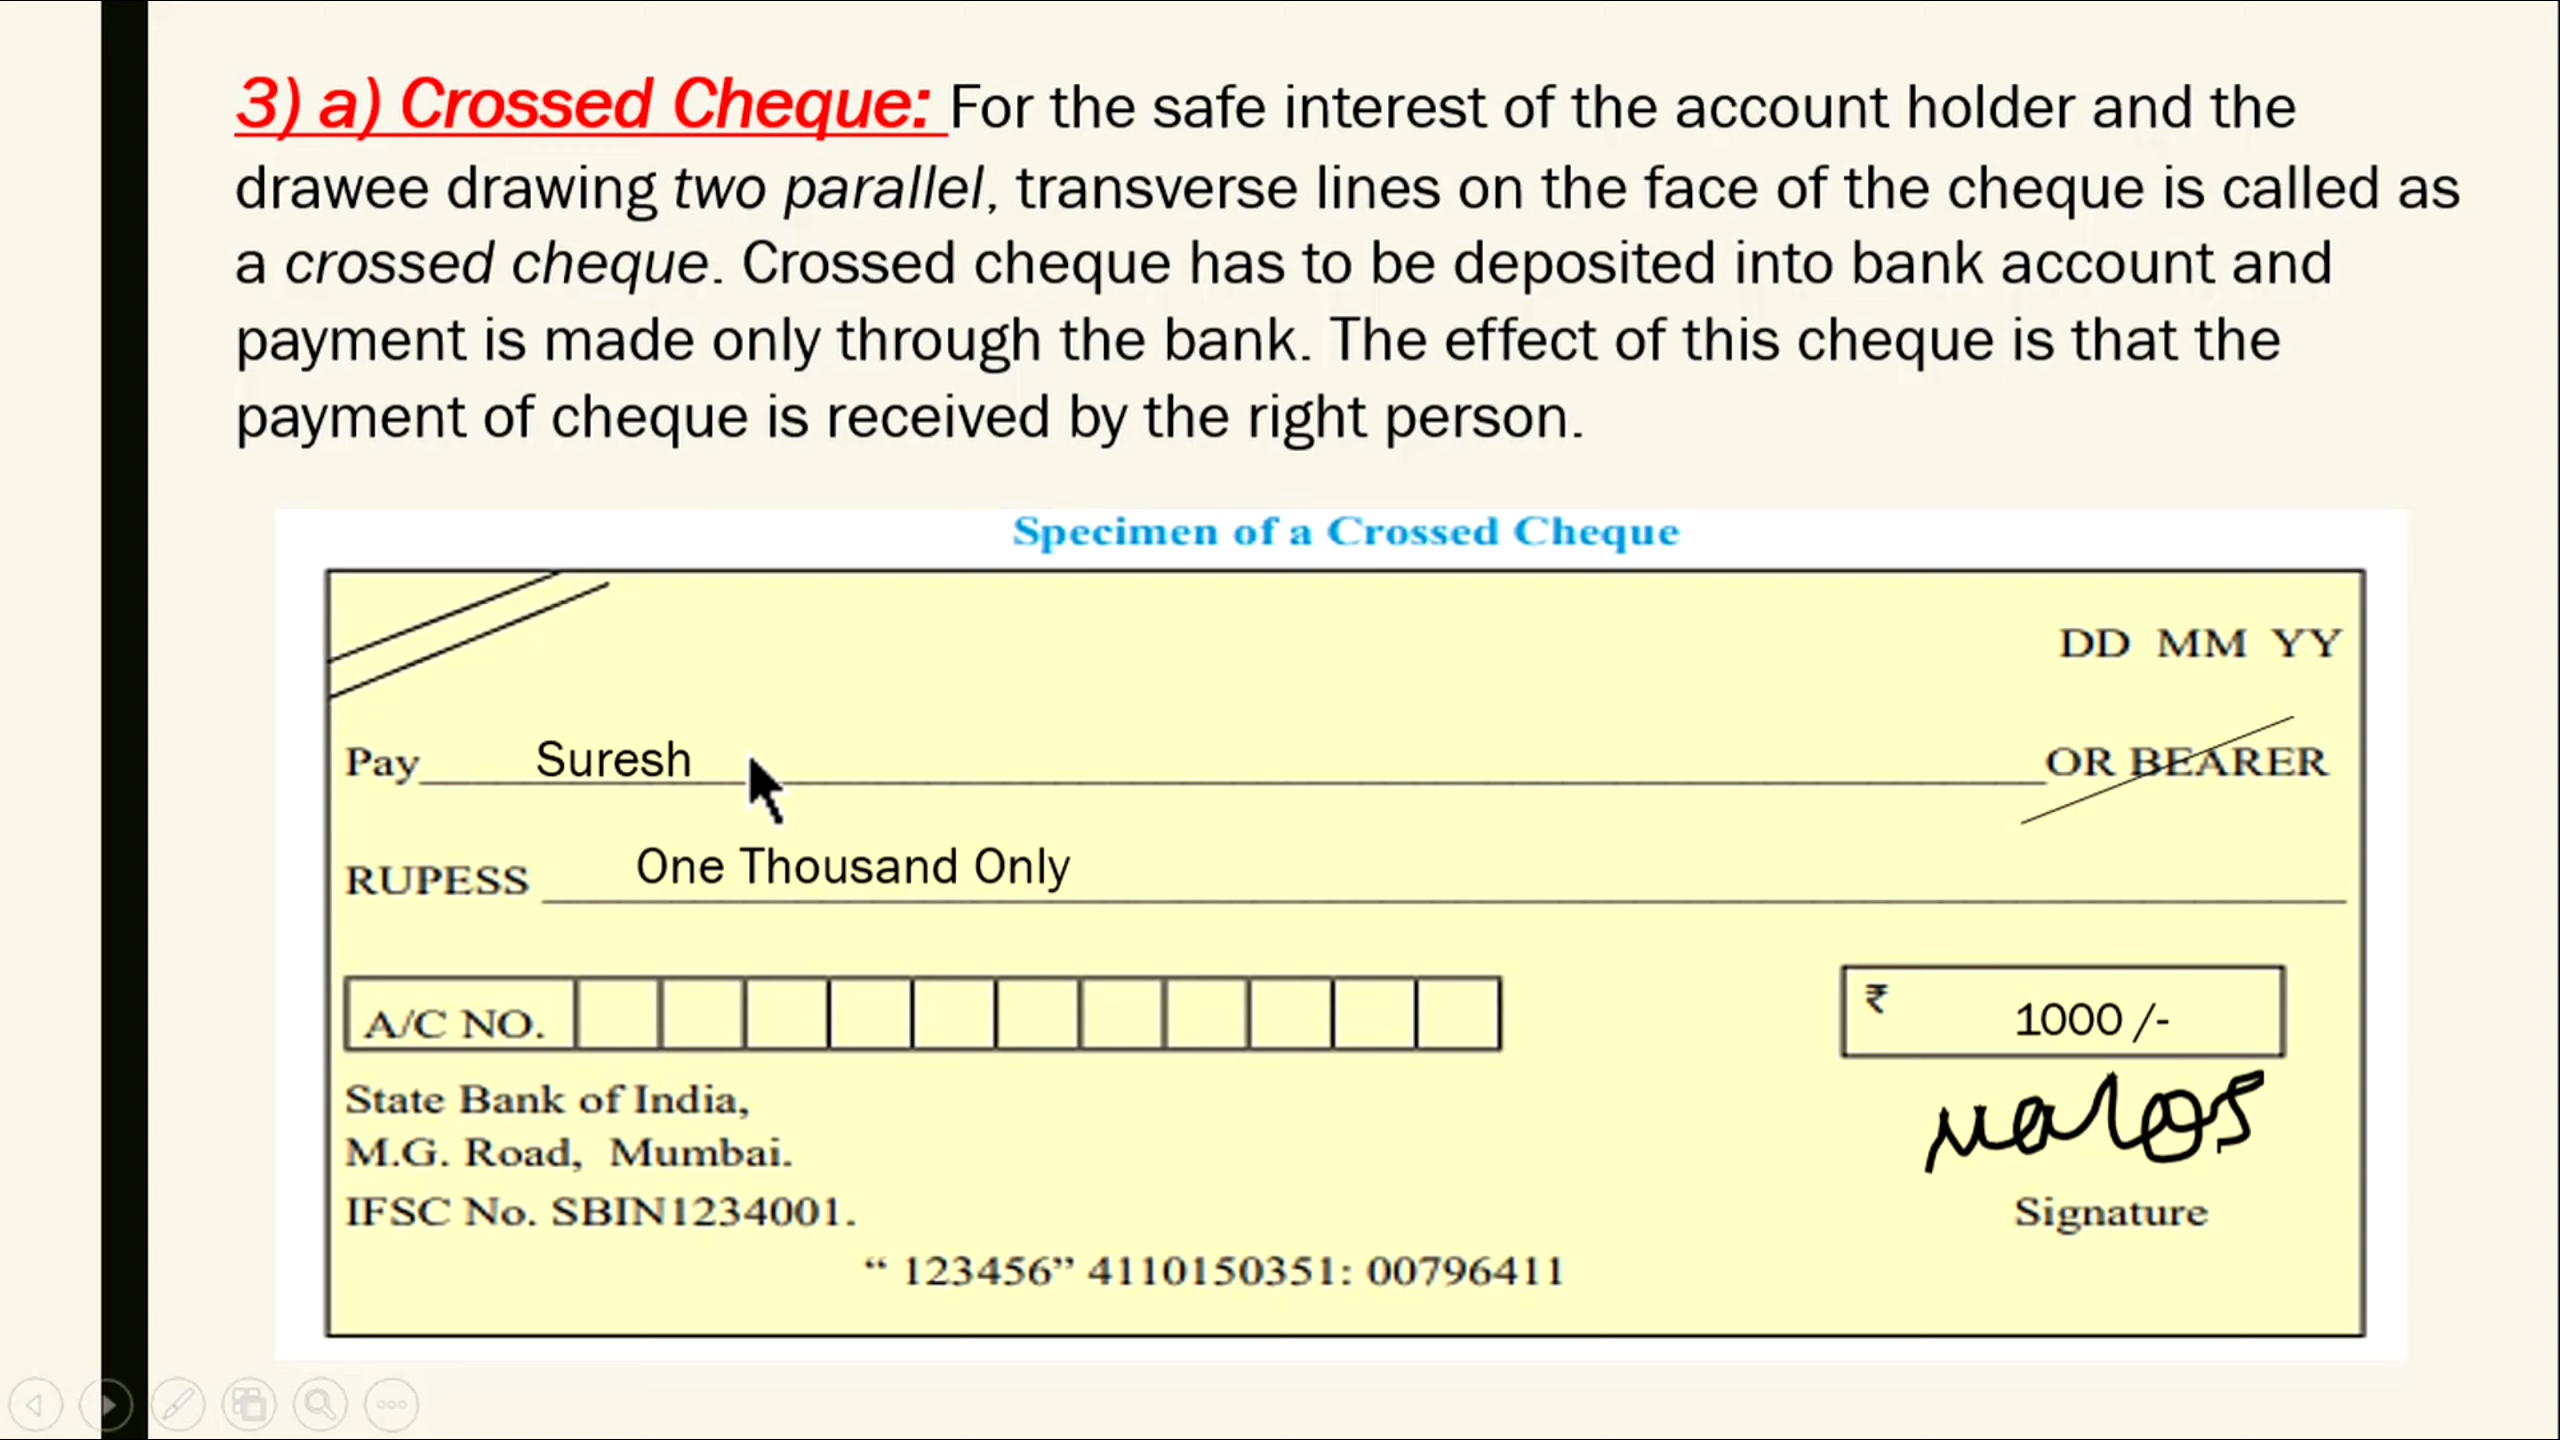 3) a) Crossed Cheque: For the safe interest of the account holder and the
drawee drawing two parallel, transverse lines on the face of the cheque is called as
a crossed cheque. Crossed cheque has to be deposited into bank account and
payment is made only through the bank. The effect of this cheque is that the
payment of cheque is received by the right person.
Specimen of a Crossed Cheque
DD MM YY
Pay Suresh OR BEARER
RUPESS One Thousand Only
A/C NO. ₹ 1000 /-
State Bank of India,
M.G. Road, Mumbai.
IFSC No. SBIN1234001.
Signature
“ 123456” 4110150351: 00796411